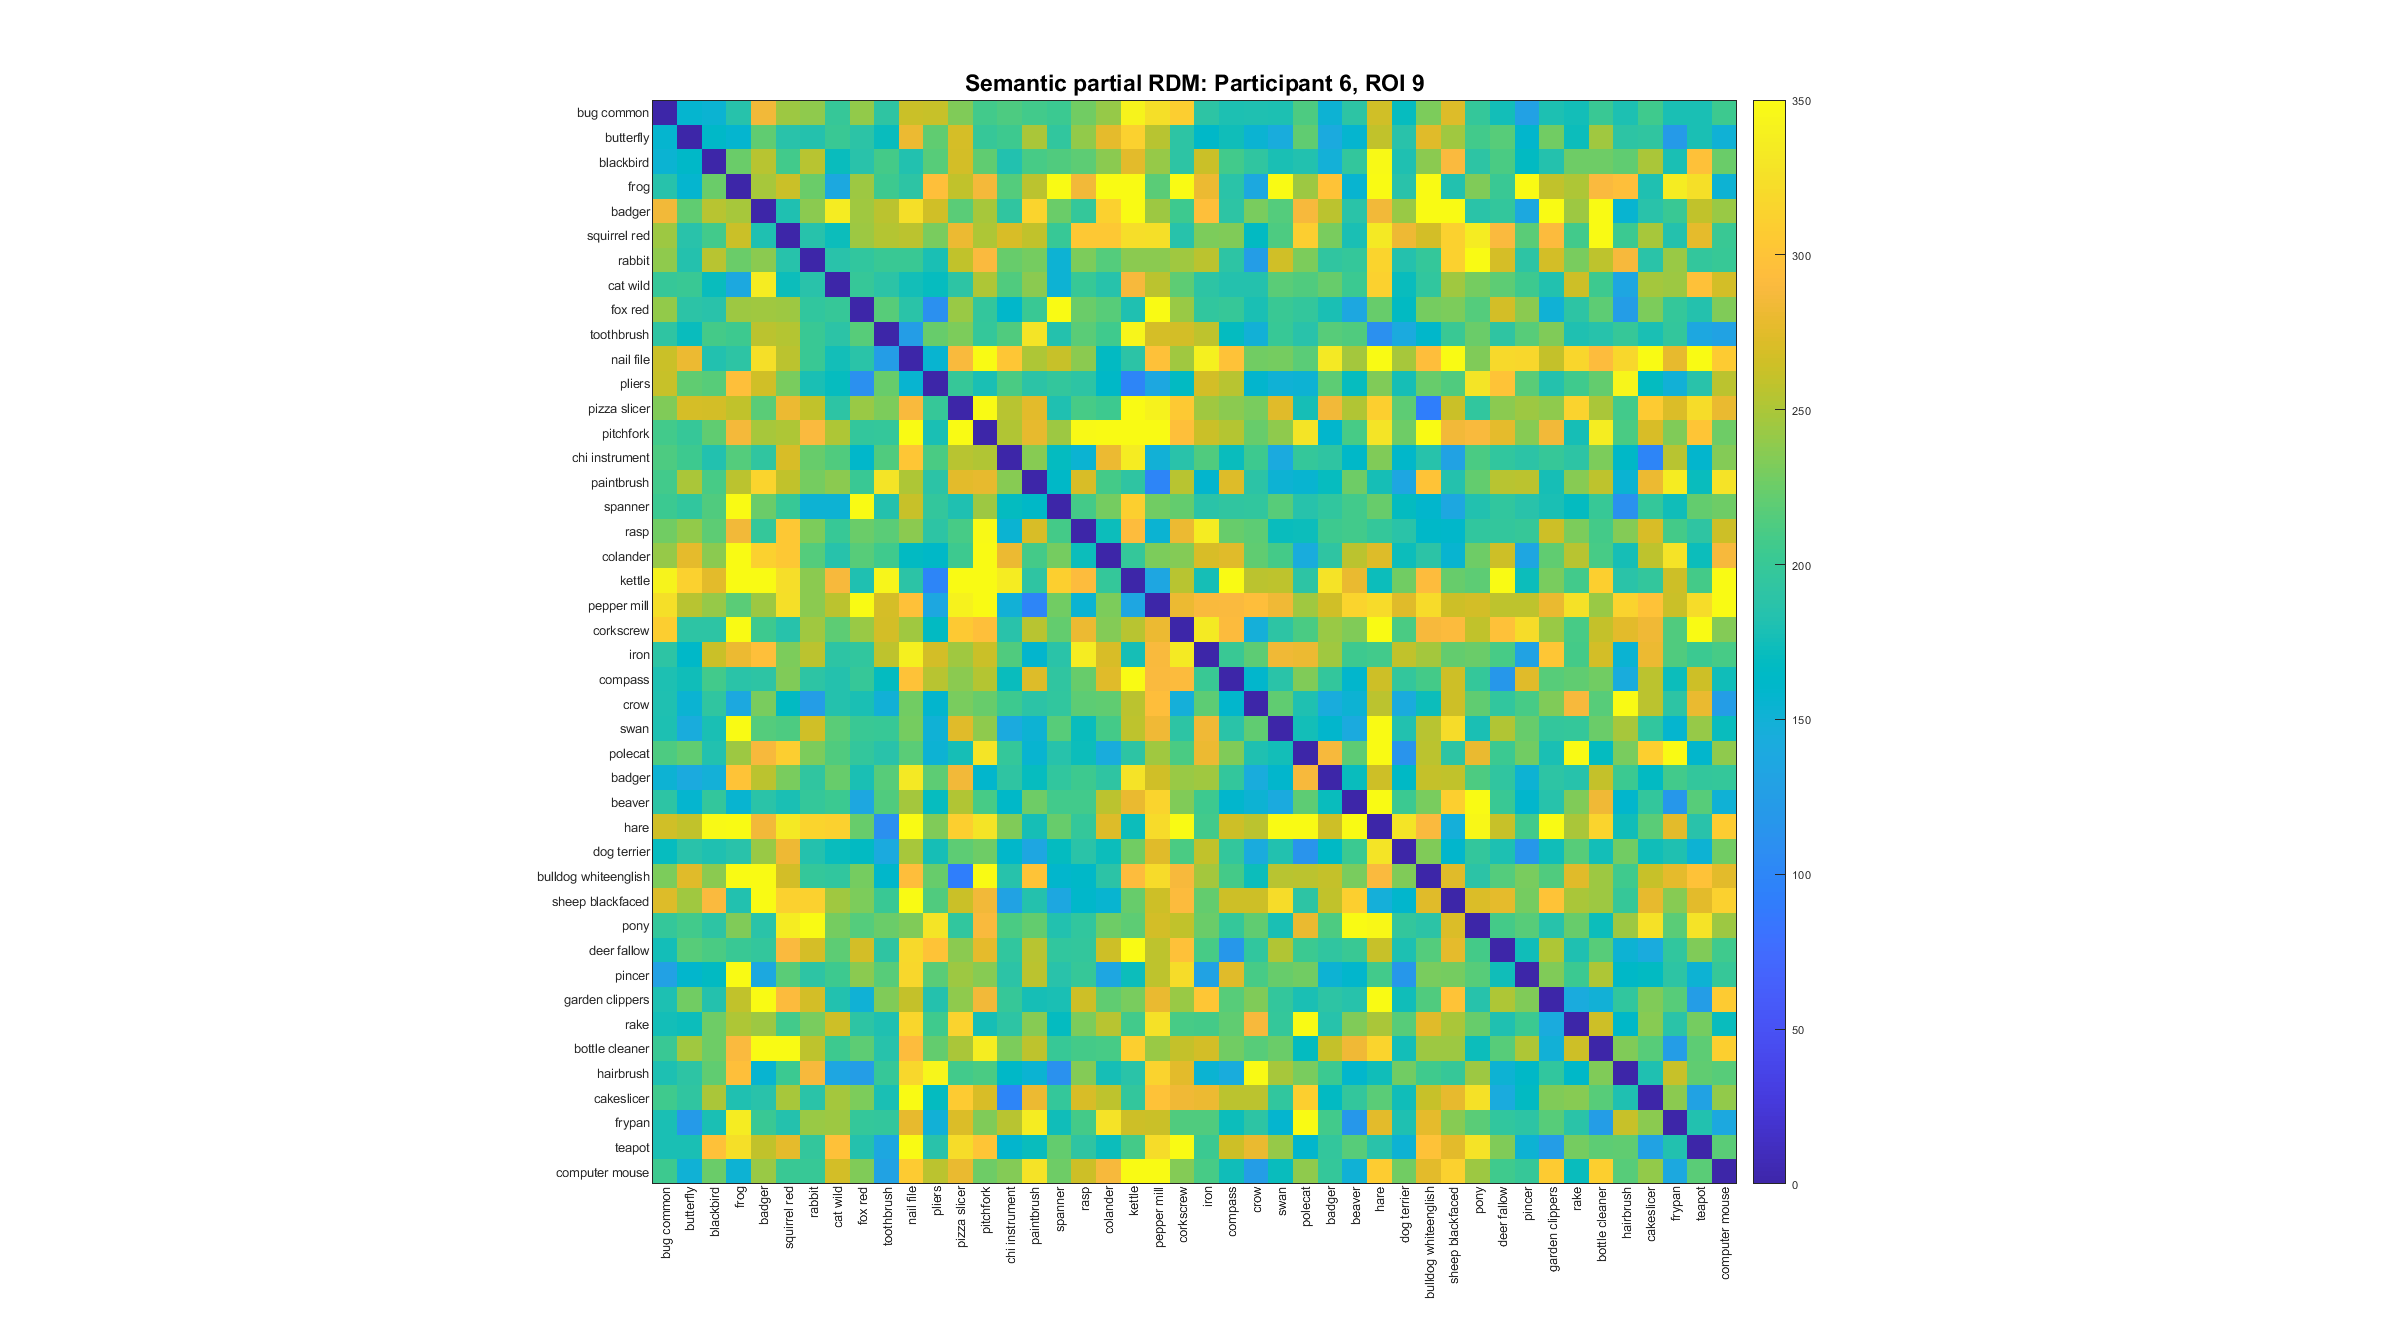 Semantic partial RDM: Participant 6, ROI 9
bug common
butterfly
blackbird
frog
badger
squirrel red
rabbit
cat wild
fox red
toothbrush
nail file
pliers
pizza slicer
pitchfork
chi instrument
paintbrush
spanner
rasp
colander
kettle
pepper mill
corkscrew
iron
compass
crow
swan
polecat
badger
beaver
hare
dog terrier
bulldog whiteenglish
sheep blackfaced
pony
deer fallow
pincer
garden clippers
rake
bottle cleaner
hairbrush
cakeslicer
frypan
teapot
computer mouse
bug common
butterfly
blackbird
frog
badger
squirrel red
rabbit
cat wild
fox red
toothbrush
nail file
pliers
pizza slicer
pitchfork
chi instrument
paintbrush
spanner
rasp
colander
kettle
pepper mill
corkscrew
iron
compass
crow
swan
polecat
badger
beaver
hare
dog terrier
bulldog whiteenglish
sheep blackfaced
pony
deer fallow
pincer
garden clippers
rake
bottle cleaner
hairbrush
cakeslicer
frypan
teapot
computer mouse
350
300
250
200
150
100
50
0